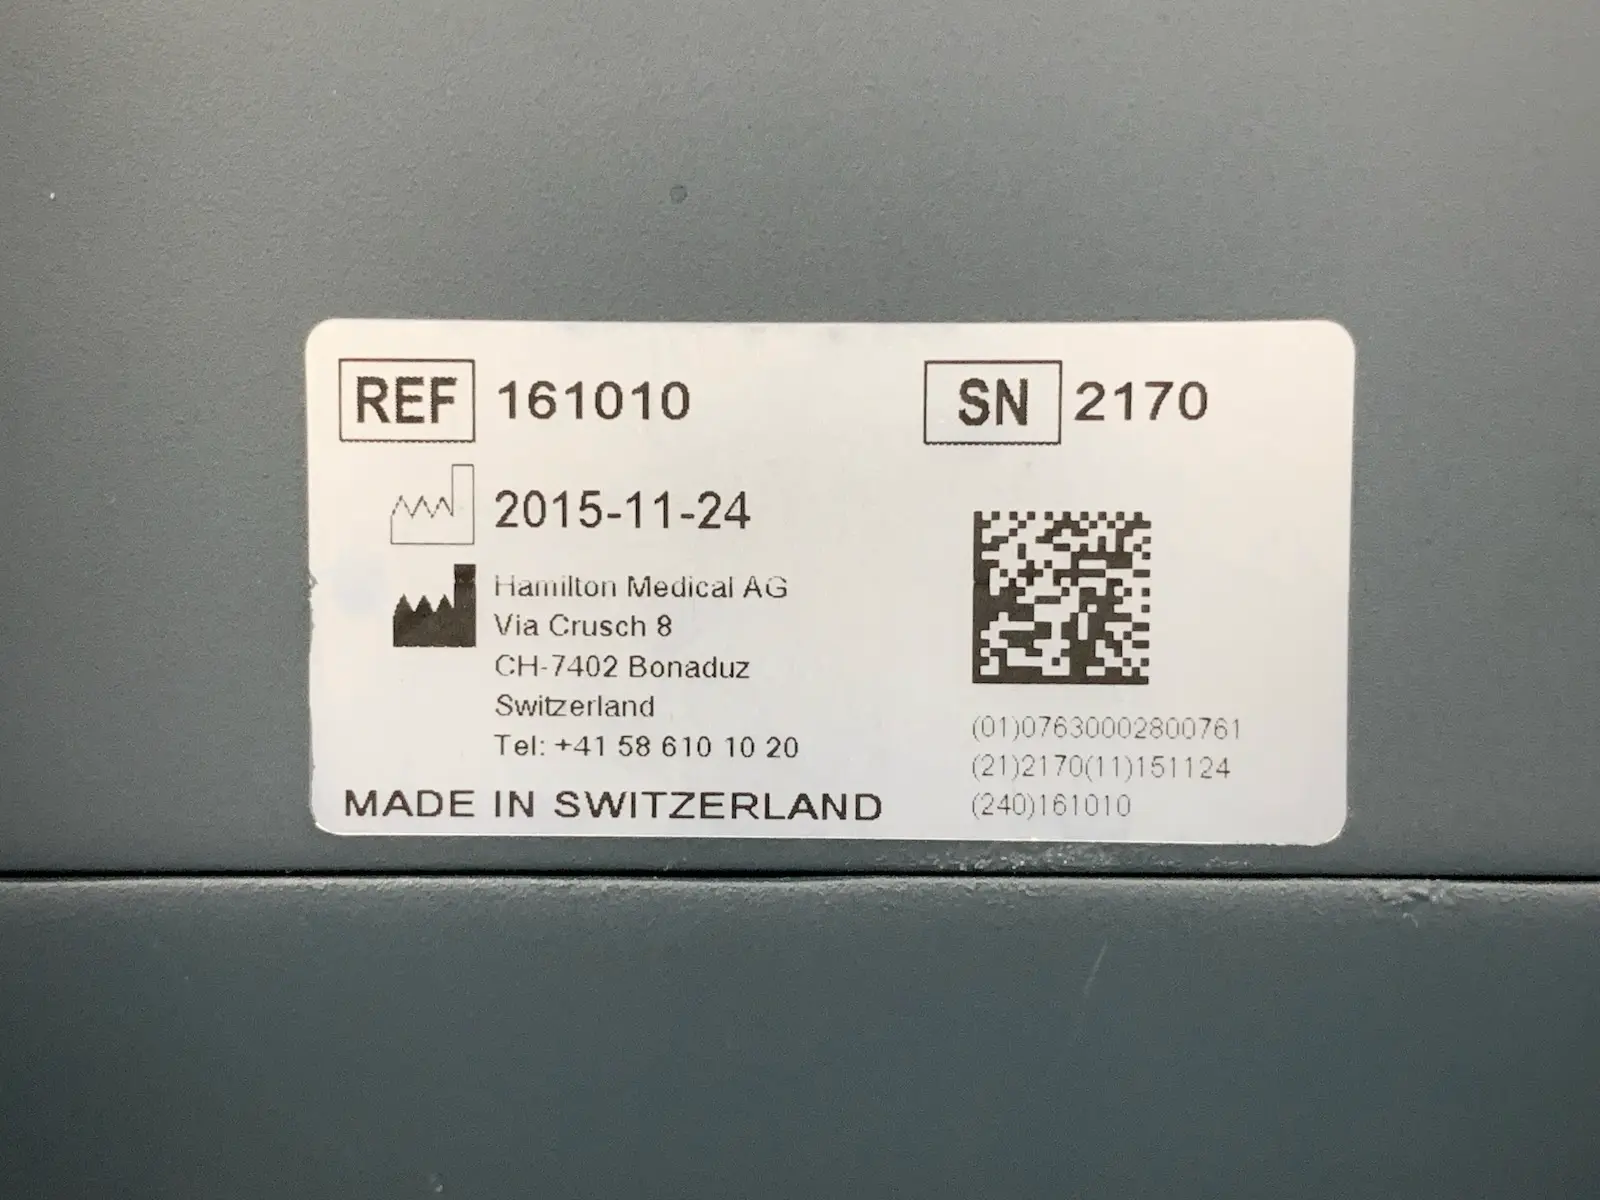 REF 161010
SN 2170
2015-11-24
Hamilton Medical AG
Via Crusch 8
CH-7402 Bonaduz
Switzerland
Tel: +41 58 610 10 20
MADE IN SWITZERLAND
(01)07630002800761
(21)2170(11)151124
(240)161010